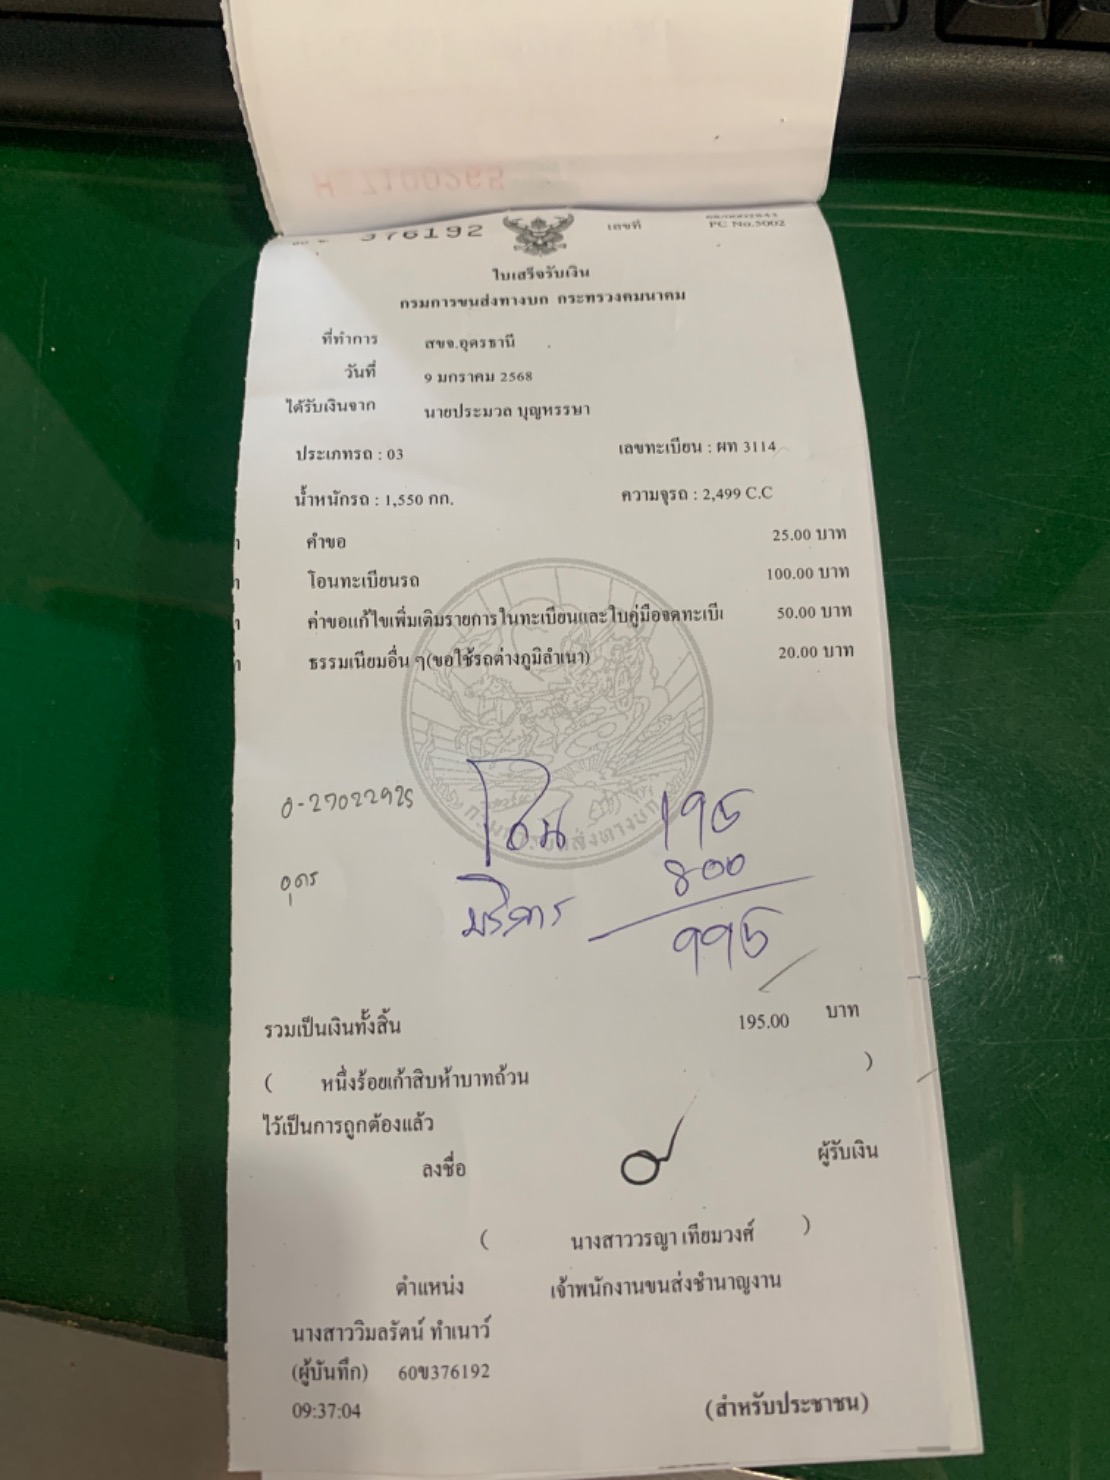 H 7100265
376192
เลขที่
PC No.5002
ใบเสร็จรับเงิน
กรมการขนส่งทางบก กระทรวงคมนาคม
ที่ทำการ สขจ.อุดรธานี
วันที่ 9 มกราคม 2568
ได้รับเงินจาก นายประมวล บุญหรรษา
ประเภทรถ : 03 เลขทะเบียน : ผท 3114
น้ำหนักรถ : 1,550 กก. ความจุรถ : 2,499 C.C
คำขอ 25.00 บาท
โอนทะเบียนรถ 100.00 บาท
ค่าขอแก้ไขเพิ่มเติมรายการในทะเบียนและใบคู่มือจดทะเบี 50.00 บาท
ธรรมเนียมอื่น ๆ(ขอใช้รถต่างภูมิลำเนา) 20.00 บาท
0-27022925
โอน 195
อุดร
800
บริการ
995
กรมการขนส่งทางบก
รวมเป็นเงินทั้งสิ้น 195.00 บาท
( หนึ่งร้อยเก้าสิบห้าบาทถ้วน )
ไว้เป็นการถูกต้องแล้ว
ลงชื่อ ผู้รับเงิน
( นางสาววรญา เทียมวงศ์ )
ตำแหน่ง เจ้าพนักงานขนส่งชำนาญงาน
นางสาววิมลรัตน์ ทำเนาว์
(ผู้บันทึก) 60ข376192
09:37:04
(สำหรับประชาชน)